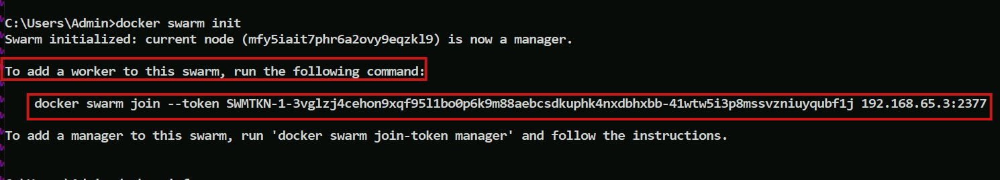 C:\Users\Admin>docker swarm init
Swarm initialized: current node (mfy5iait7phr6a2ovy9eqzkl9) is now a manager.
To add a worker to this swarm, run the following command:
docker swarm join --token SWMTKN-1-3vglzj4cehon9xqf95l1bo0p6k9m88aebcsdkuphk4nxdbhxbb-41wtw5i3p8mssvzniuyqubf1j 192.168.65.3:2377
To add a manager to this swarm, run 'docker swarm join-token manager' and follow the instructions.